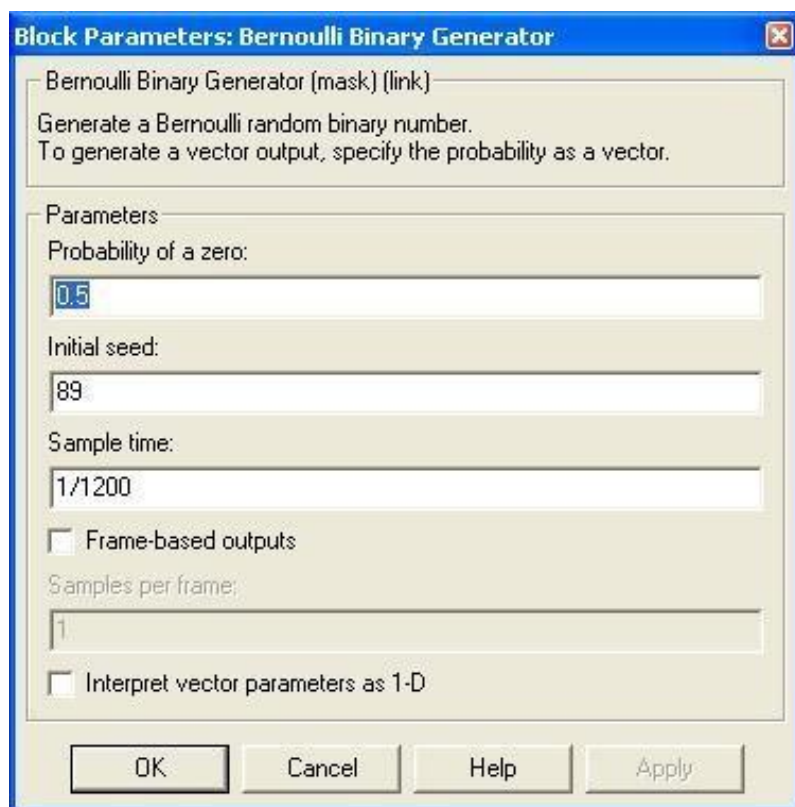 Block Parameters: Bernoulli Binary Generator
Bernoulli Binary Generator (mask) (link)
Generate a Bernoulli random binary number.
To generate a vector output, specify the probability as a vector.
Parameters
Probability of a zero:
0.5
Initial seed:
89
Sample time:
1/1200
Frame-based outputs
Samples per frame:
1
Interpret vector parameters as 1-D
OK Cancel Help Apply